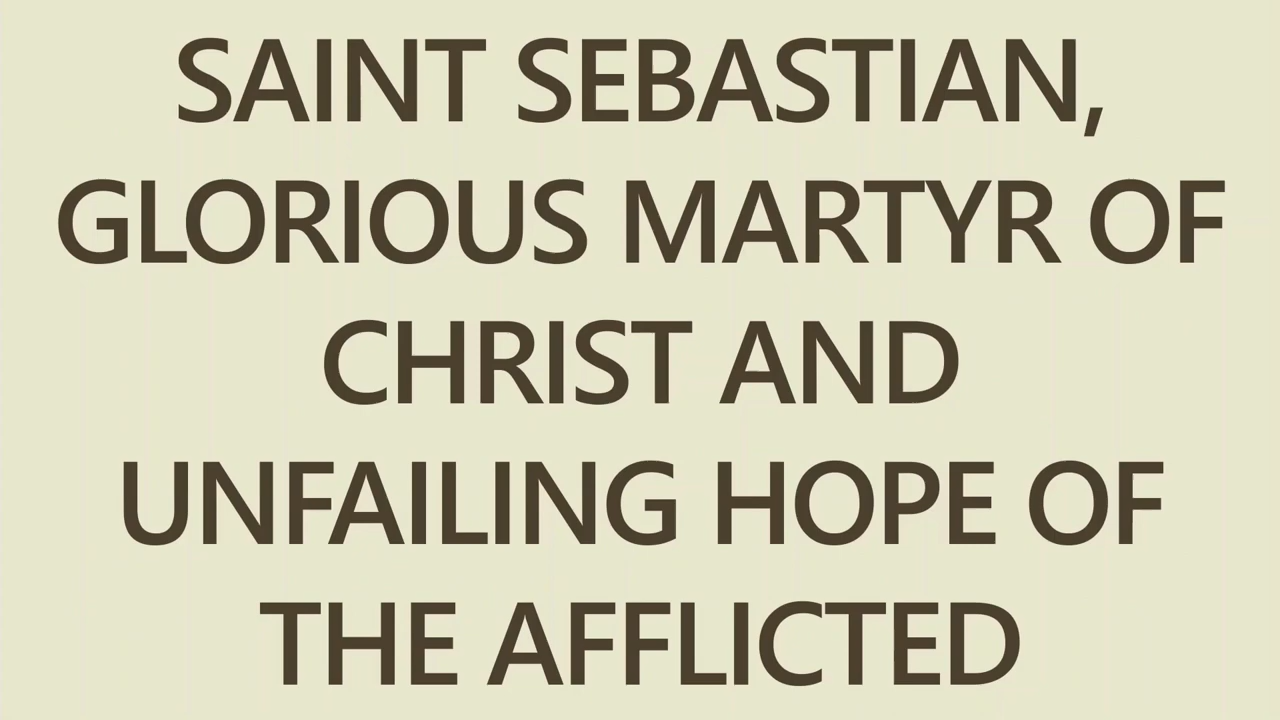 SAINT SEBASTIAN,
GLORIOUS MARTYR OF
CHRIST AND
UNFAILING HOPE OF
THE AFFLICTED